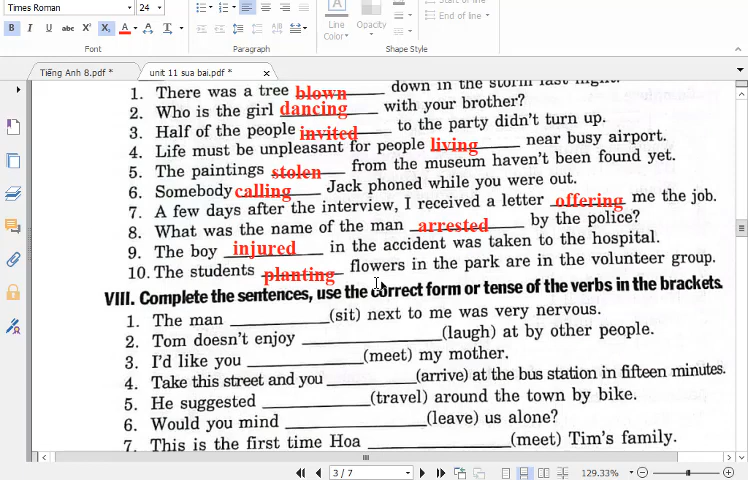 Start of line
Times Roman 24
Line Color Opacity End of line
B I U abc X² X₂ A T
Font Paragraph Shape Style
Tiếng Anh 8.pdf * × unit 11 sua bai.pdf * ×
1. There was a tree blown down in the storm last night.
2. Who is the girl dancing with your brother?
3. Half of the people invited to the party didn't turn up.
4. Life must be unpleasant for people living near busy airport.
5. The paintings stolen from the museum haven't been found yet.
6. Somebody calling Jack phoned while you were out.
7. A few days after the interview, I received a letter offering me the job.
8. What was the name of the man arrested by the police?
9. The boy injured in the accident was taken to the hospital.
10. The students planting flowers in the park are in the volunteer group.
VIII. Complete the sentences, use the correct form or tense of the verbs in the brackets.
1. The man __________(sit) next to me was very nervous.
2. Tom doesn't enjoy ______________(laugh) at by other people.
3. I'd like you ____________(meet) my mother.
4. Take this street and you _________(arrive) at the bus station in fifteen minutes.
5. He suggested ___________(travel) around the town by bike.
6. Would you mind ______________(leave) us alone?
7. This is the first time Hoa ______________(meet) Tim's family.
3 / 7 129.33%